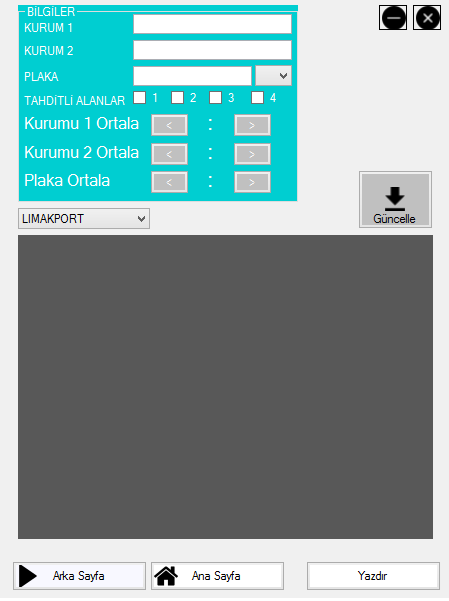 BİLGİLER
KURUM 1
KURUM 2
PLAKA
TAHDİTLİ ALANLAR 1 2 3 4
Kurumu 1 Ortala < : >
Kurumu 2 Ortala < : >
Plaka Ortala < : >
LIMAKPORT
Güncelle
Arka Sayfa Ana Sayfa Yazdır